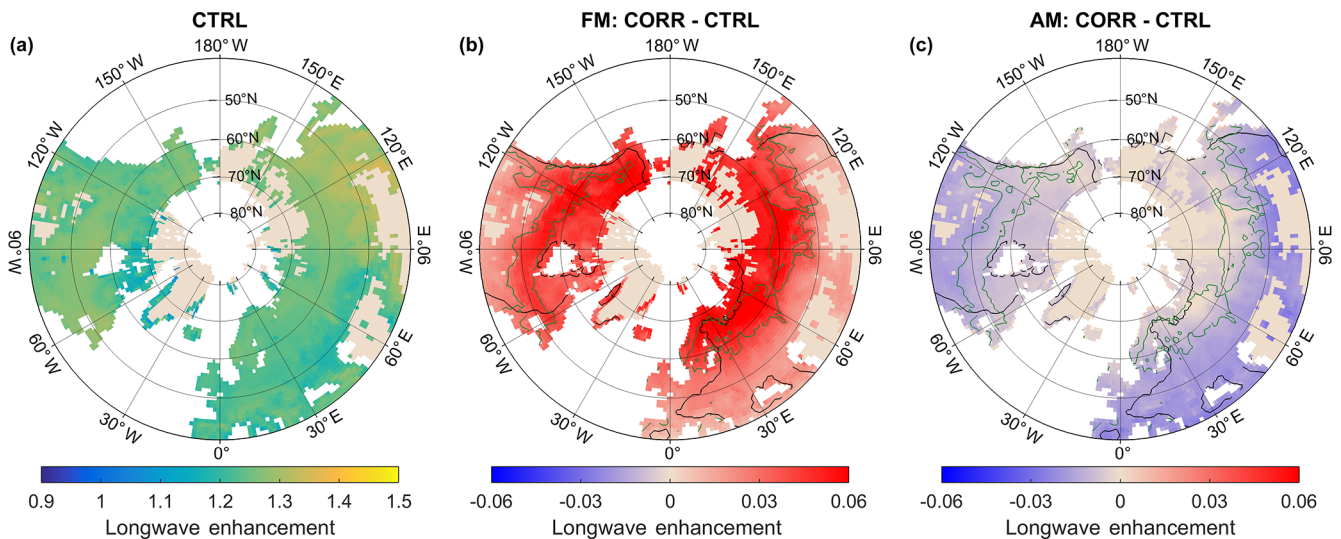 CTRL
(a)
180° W
150° W
150° E
120° W
120° E
90° W
90° E
60° W
60° E
30° W
30° E
0°
50°N
60°N
70°N
80°N
0.9 1 1.1 1.2 1.3 1.4 1.5
Longwave enhancement
FM: CORR - CTRL
(b)
180° W
150° W
150° E
120° W
120° E
90° W
90° E
60° W
60° E
30° W
30° E
0°
50°N
60°N
70°N
80°N
-0.06 -0.03 0 0.03 0.06
Longwave enhancement
AM: CORR - CTRL
(c)
180° W
150° W
150° E
120° W
120° E
90° W
90° E
60° W
60° E
30° W
30° E
0°
50°N
60°N
70°N
80°N
-0.06 -0.03 0 0.03 0.06
Longwave enhancement